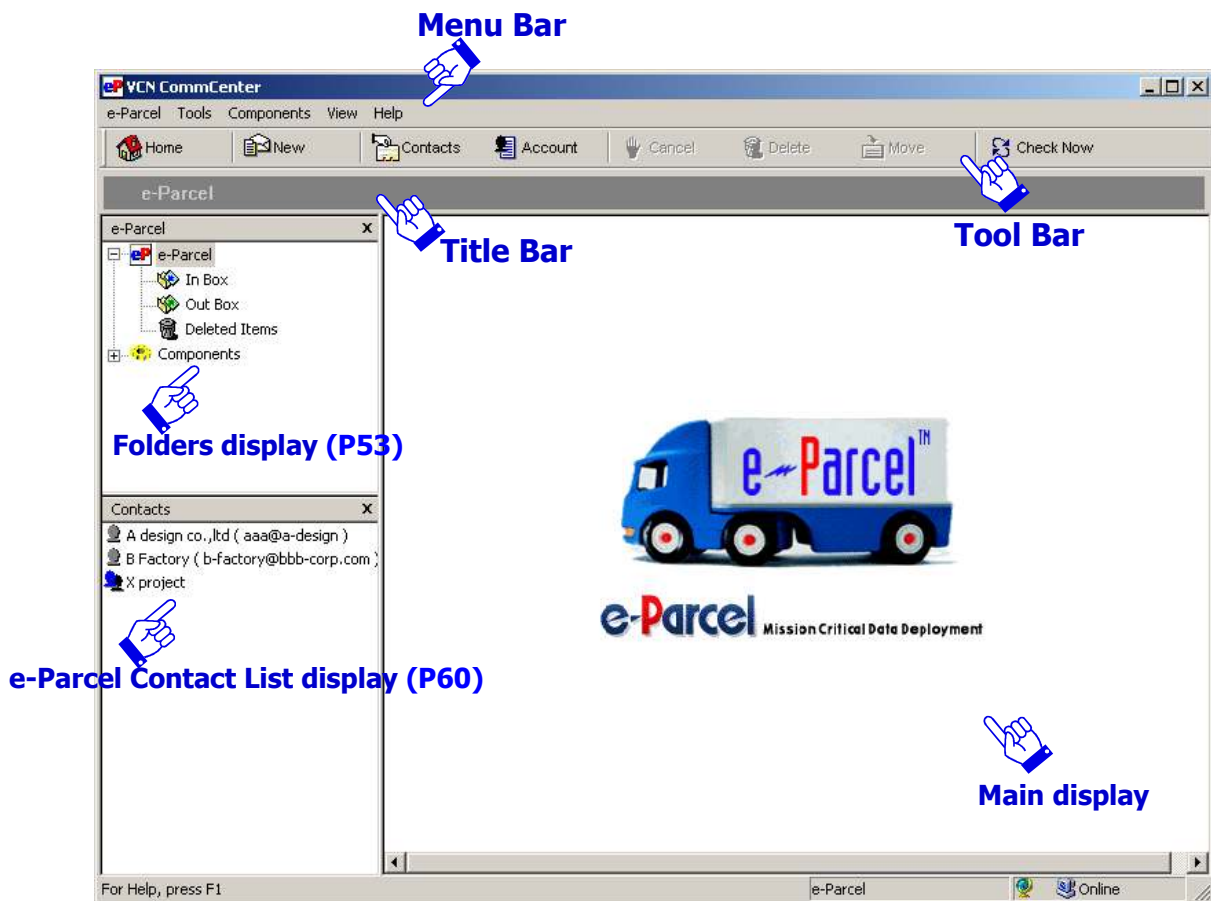 Menu Bar
VCN CommCenter
e-Parcel Tools Components View Help
Home New Contacts Account Cancel Delete Move Check Now
e-Parcel
Title Bar
Tool Bar
e-Parcel X
e-Parcel
In Box
Out Box
Deleted Items
Components
Folders display (P53)
Contacts X
A design co.,ltd ( aaa@a-design )
B Factory ( b-factory@bbb-corp.com )
X project
e-Parcel Contact List display (P60)
e-Parcel TM
e-Parcel Mission Critical Data Deployment
Main display
For Help, press F1 e-Parcel Online